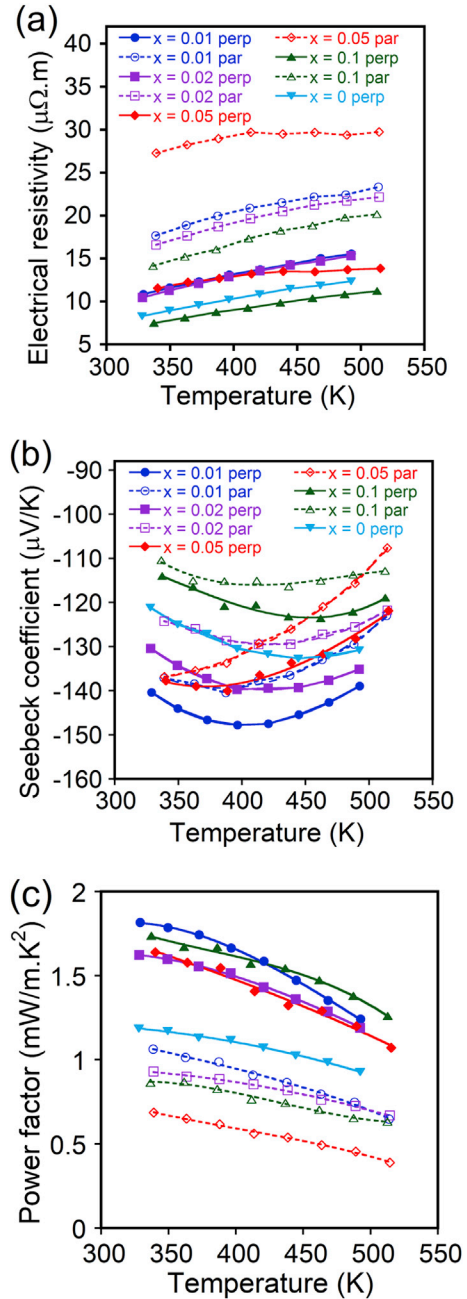 (a)
Electrical resistivity (μΩ.m)
45
40
35
30
25
20
15
10
5
x = 0.01 perp
x = 0.01 par
x = 0.02 perp
x = 0.02 par
x = 0.05 perp
x = 0.05 par
x = 0.1 perp
x = 0.1 par
x = 0 perp
300 350 400 450 500 550
Temperature (K)
(b)
Seebeck coefficient (μV/K)
-90
-100
-110
-120
-130
-140
-150
-160
x = 0.01 perp
x = 0.01 par
x = 0.02 perp
x = 0.02 par
x = 0.05 perp
x = 0.05 par
x = 0.1 perp
x = 0.1 par
x = 0 perp
300 350 400 450 500 550
Temperature (K)
(c)
Power factor (mW/m.K²)
2
1.5
1
0.5
0
300 350 400 450 500 550
Temperature (K)